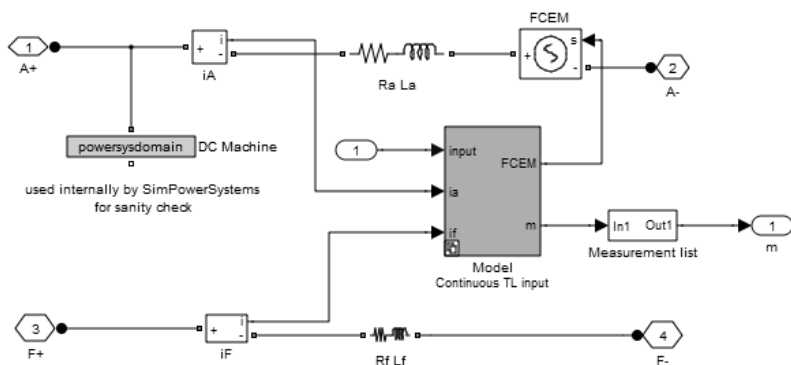 FCEM
1
A+
+
i
-
iA
Ra La
+
s
-
2
A-
powersysdomain
DC Machine
used internally by SimPowerSystems
for sanity check
1
input
FCEM
ia
if
m
Model
Continuous TL input
In1
Out1
Measurement list
1
m
3
F+
+
i
-
iF
Rf Lf
4
F-